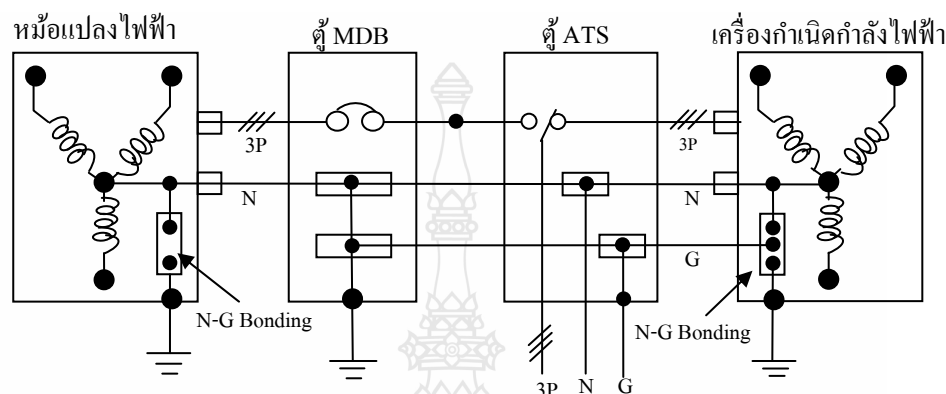 หม้อแปลงไฟฟ้า
ตู้ MDB
ตู้ ATS
เครื่องกำเนิดกำลังไฟฟ้า
3P
3P
N
N
G
N-G Bonding
N-G Bonding
3P N G